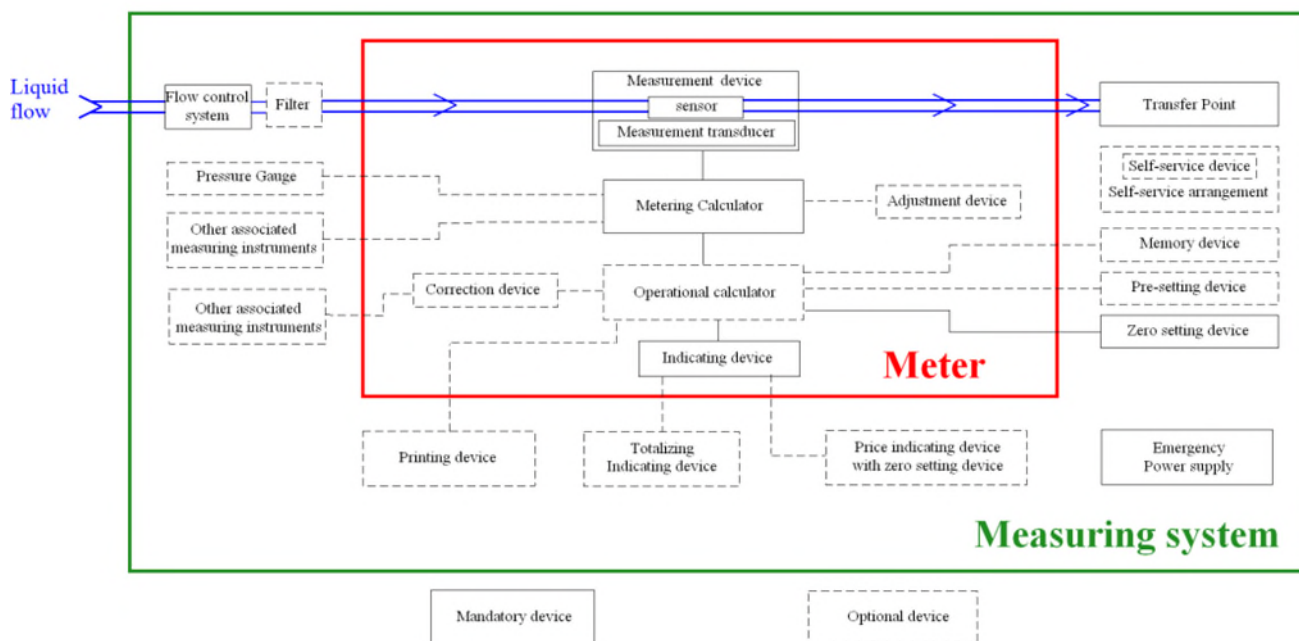 Liquid
flow
Flow control
system
Filter
Measurement device
sensor
Measurement transducer
Transfer Point
Pressure Gauge
Self-service device
Self-service arrangement
Metering Calculator
Adjustment device
Other associated
measuring instruments
Memory device
Correction device
Operational calculator
Pre-setting device
Other associated
measuring instruments
Zero setting device
Indicating device
Meter
Printing device
Totalizing
Indicating device
Price indicating device
with zero setting device
Emergency
Power supply
Measuring system
Mandatory device
Optional device